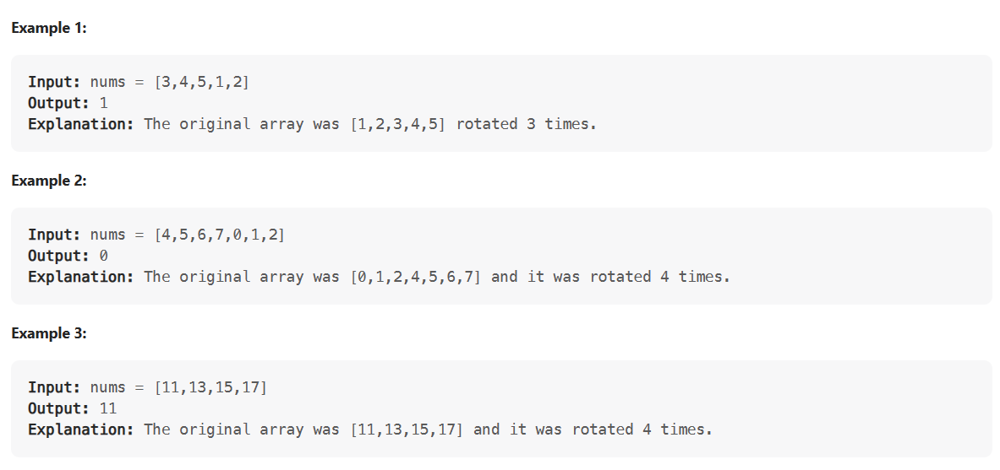 Example 1:
Input: nums = [3,4,5,1,2]
Output: 1
Explanation: The original array was [1,2,3,4,5] rotated 3 times.
Example 2:
Input: nums = [4,5,6,7,0,1,2]
Output: 0
Explanation: The original array was [0,1,2,4,5,6,7] and it was rotated 4 times.
Example 3:
Input: nums = [11,13,15,17]
Output: 11
Explanation: The original array was [11,13,15,17] and it was rotated 4 times.